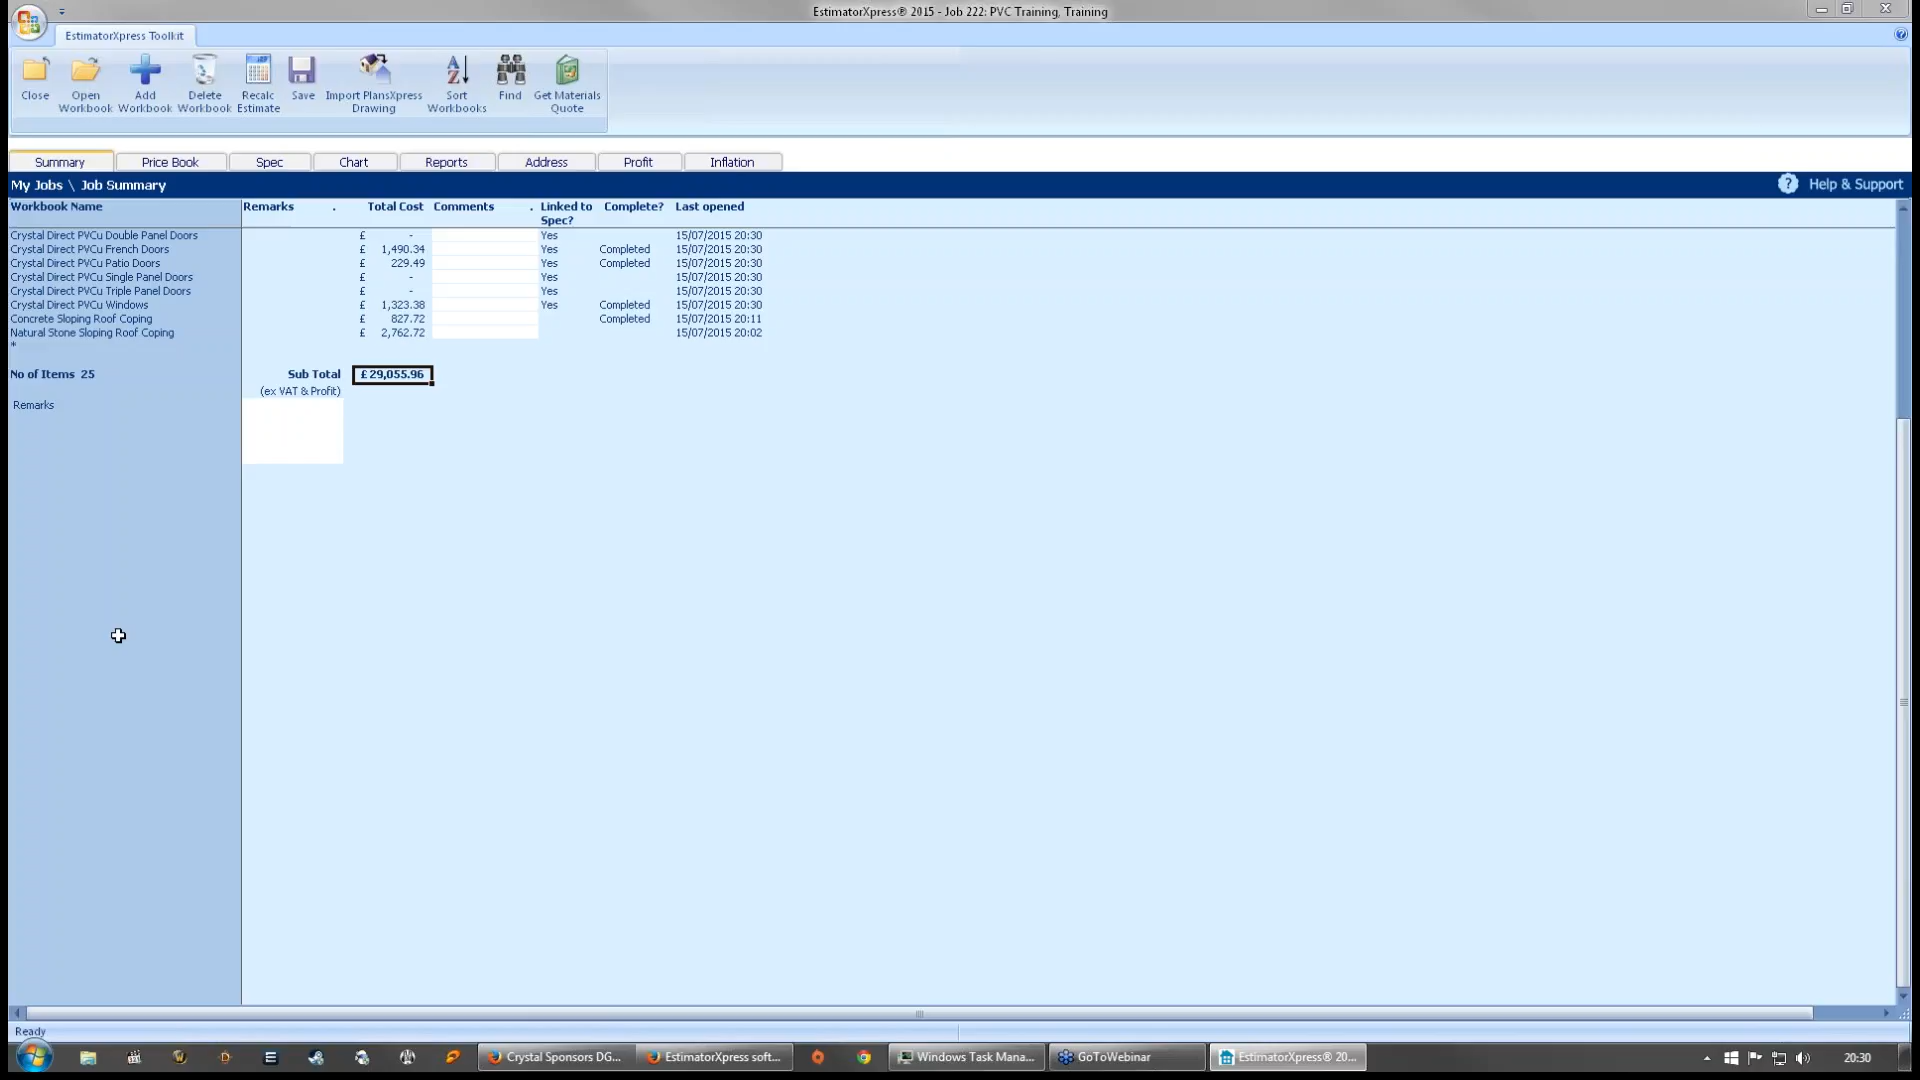 EstimatorXpress® 2015 - Job 222: PVC Training, Training
EstimatorXpress Toolkit
Close
Open Workbook
Add Workbook
Delete Workbook
Recalc Estimate
Save
Import PlansXpress Drawing
Sort Workbooks
Find
Get Materials Quote
Summary Price Book Spec Chart Reports Address Profit Inflation
My Jobs \ Job Summary ? Help & Support
Workbook Name Remarks . Total Cost Comments . Linked to Spec? Complete? Last opened
Crystal Direct PVCu Double Panel Doors £ - Yes 15/07/2015 20:30
Crystal Direct PVCu French Doors £ 1,490.34 Yes Completed 15/07/2015 20:30
Crystal Direct PVCu Patio Doors £ 229.49 Yes Completed 15/07/2015 20:30
Crystal Direct PVCu Single Panel Doors £ - Yes 15/07/2015 20:30
Crystal Direct PVCu Triple Panel Doors £ - Yes 15/07/2015 20:30
Crystal Direct PVCu Windows £ 1,323.38 Yes Completed 15/07/2015 20:30
Concrete Sloping Roof Coping £ 827.72 Completed 15/07/2015 20:11
Natural Stone Sloping Roof Coping £ 2,762.72 15/07/2015 20:02
*
No of Items 25 Sub Total £ 29,055.96
(ex VAT & Profit)
Remarks
Ready
Crystal Sponsors DG... EstimatorXpress soft... Windows Task Mana... GoToWebinar EstimatorXpress® 20... 20:30